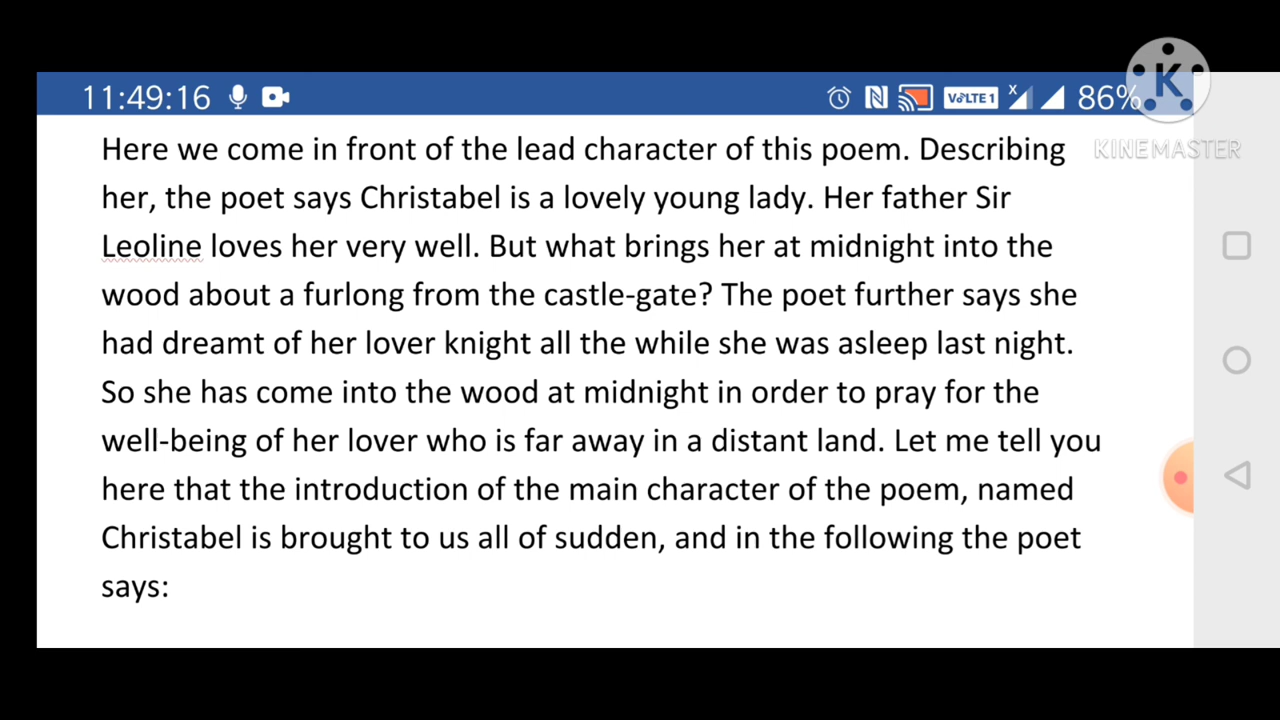 11:49:16 VoLTE 1 X 86%
K
KINEMASTER
Here we come in front of the lead character of this poem. Describing
her, the poet says Christabel is a lovely young lady. Her father Sir
Leoline loves her very well. But what brings her at midnight into the
wood about a furlong from the castle-gate? The poet further says she
had dreamt of her lover knight all the while she was asleep last night.
So she has come into the wood at midnight in order to pray for the
well-being of her lover who is far away in a distant land. Let me tell you
here that the introduction of the main character of the poem, named
Christabel is brought to us all of sudden, and in the following the poet
says: